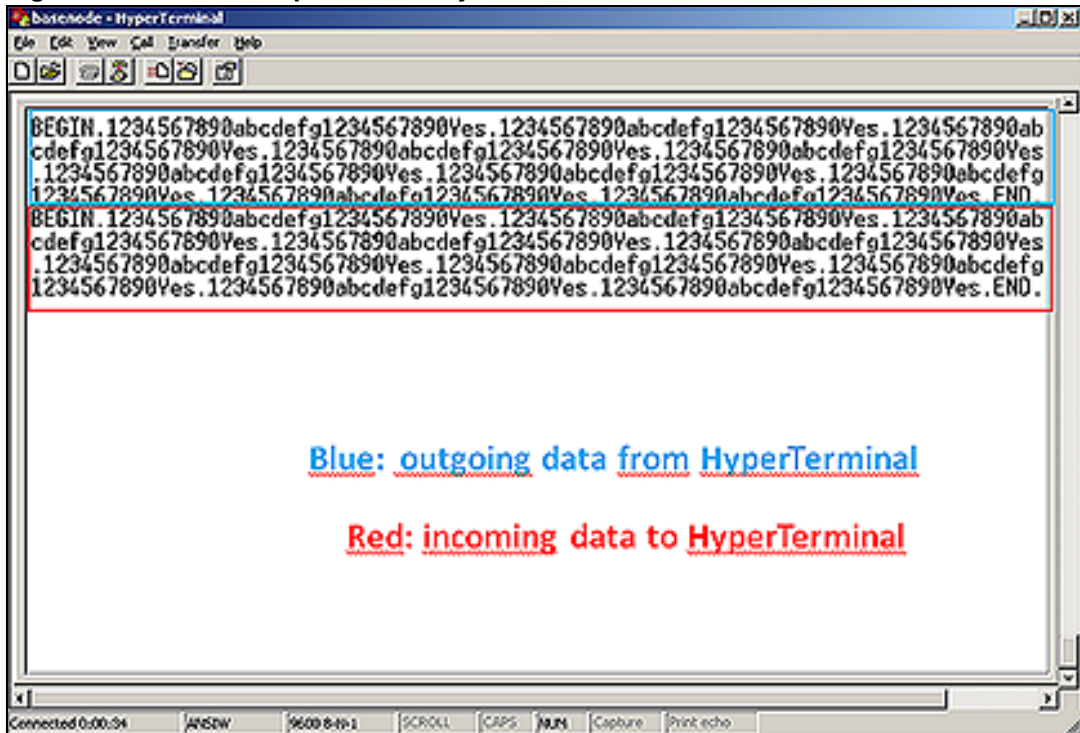 basenode - HyperTerminal
File Edit View Call Transfer Help
BEGIN.1234567890abcdefg1234567890Yes.1234567890abcdefg1234567890Yes.1234567890ab
cdefg1234567890Yes.1234567890abcdefg1234567890Yes.1234567890abcdefg1234567890Yes
.1234567890abcdefg1234567890Yes.1234567890abcdefg1234567890Yes.1234567890abcdefg
1234567890Yes.1234567890abcdefg1234567890Yes.1234567890abcdefg1234567890Yes.END.
BEGIN.1234567890abcdefg1234567890Yes.1234567890abcdefg1234567890Yes.1234567890ab
cdefg1234567890Yes.1234567890abcdefg1234567890Yes.1234567890abcdefg1234567890Yes
.1234567890abcdefg1234567890Yes.1234567890abcdefg1234567890Yes.1234567890abcdefg
1234567890Yes.1234567890abcdefg1234567890Yes.1234567890abcdefg1234567890Yes.END.
Blue: outgoing data from HyperTerminal
Red: incoming data to HyperTerminal
Connected 0:00:34 ANSIW 9600 8-N-1 SCROLL CAPS NUM Capture Print echo